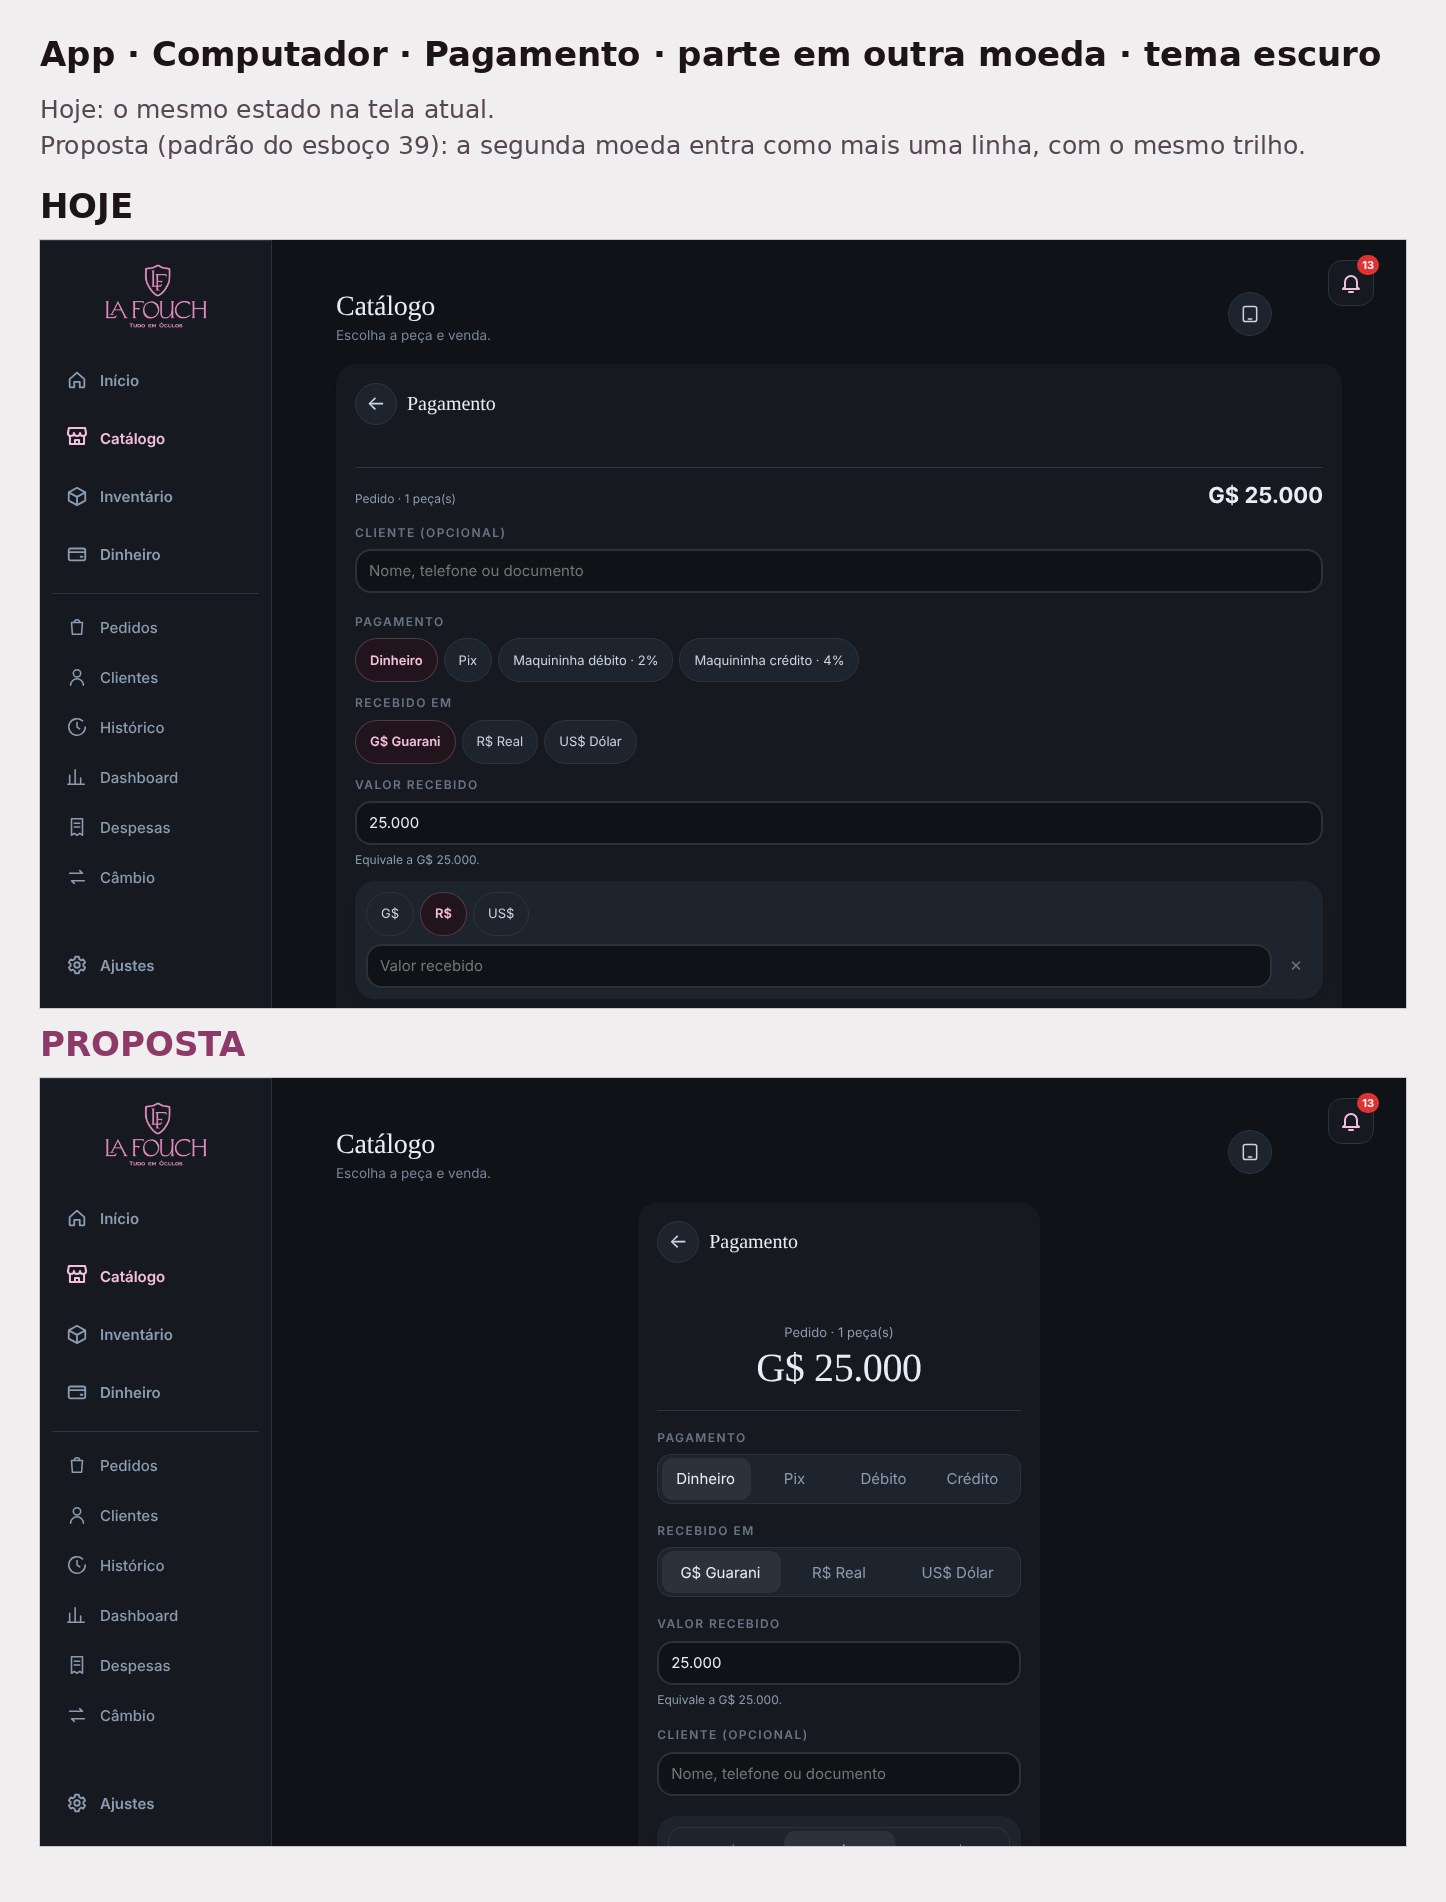 App · Computador · Pagamento · parte em outra moeda · tema escuro
Hoje: o mesmo estado na tela atual.
Proposta (padrão do esboço 39): a segunda moeda entra como mais uma linha, com o mesmo trilho.
HOJE
LF
LA FOUCH
Tudo em Óculos
Início
Catálogo
Inventário
Dinheiro
Pedidos
Clientes
Histórico
Dashboard
Despesas
Câmbio
Ajustes
13
Catálogo
Escolha a peça e venda.
Pagamento
Pedido · 1 peça(s)
G$ 25.000
CLIENTE (OPCIONAL)
Nome, telefone ou documento
PAGAMENTO
Dinheiro
Pix
Maquininha débito · 2%
Maquininha crédito · 4%
RECEBIDO EM
G$ Guarani
R$ Real
US$ Dólar
VALOR RECEBIDO
25.000
Equivale a G$ 25.000.
G$
R$
US$
Valor recebido
×
PROPOSTA
LF
LA FOUCH
Tudo em Óculos
Início
Catálogo
Inventário
Dinheiro
Pedidos
Clientes
Histórico
Dashboard
Despesas
Câmbio
Ajustes
13
Catálogo
Escolha a peça e venda.
Pagamento
Pedido · 1 peça(s)
G$ 25.000
PAGAMENTO
Dinheiro
Pix
Débito
Crédito
RECEBIDO EM
G$ Guarani
R$ Real
US$ Dólar
VALOR RECEBIDO
25.000
Equivale a G$ 25.000.
CLIENTE (OPCIONAL)
Nome, telefone ou documento